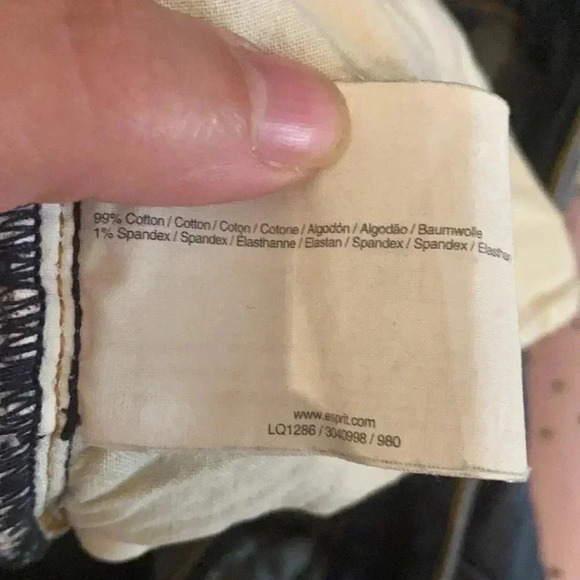 99% Cotton / Cotton / Coton / Cotone / Algodón / Algodão / Baumwolle
1% Spandex / Spandex / Elasthanne / Elastan / Spandex / Spandex / Elasthan
www.esprit.com
LQ1286 / 3040998 / 980